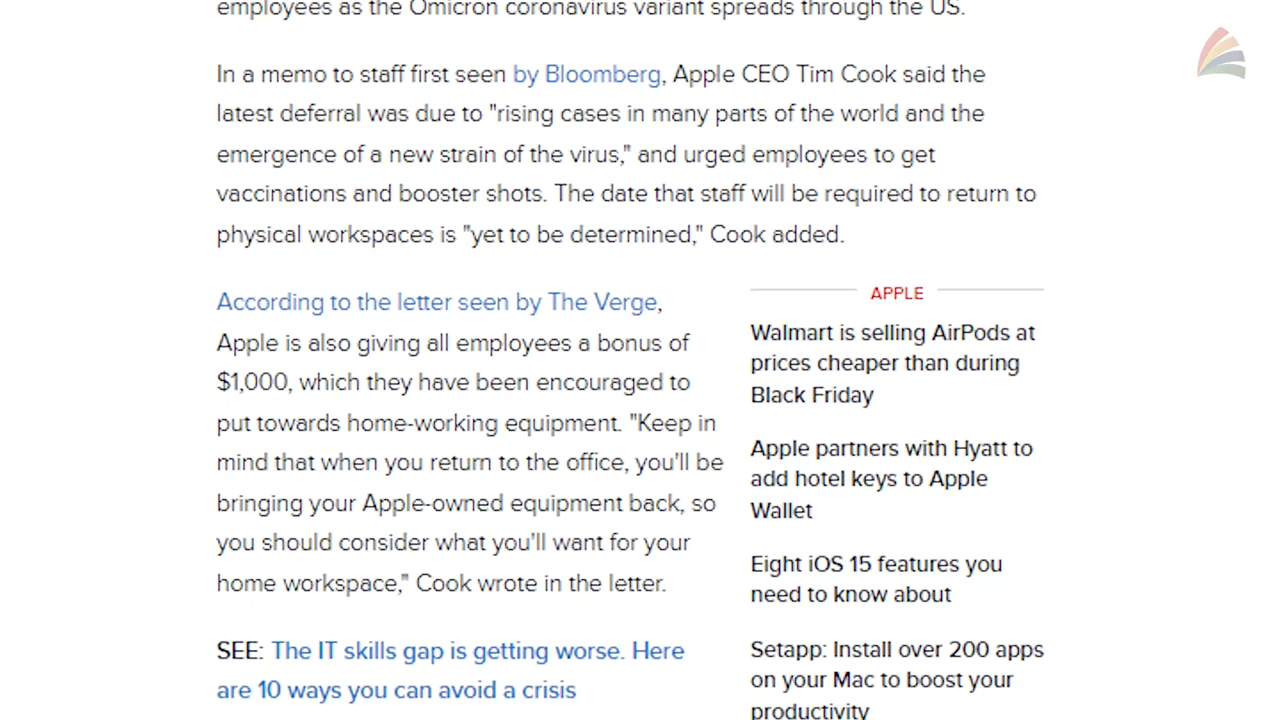 employees as the Omicron coronavirus variant spreads through the US.
In a memo to staff first seen by Bloomberg, Apple CEO Tim Cook said the
latest deferral was due to "rising cases in many parts of the world and the
emergence of a new strain of the virus," and urged employees to get
vaccinations and booster shots. The date that staff will be required to return to
physical workspaces is "yet to be determined," Cook added.
According to the letter seen by The Verge,
Apple is also giving all employees a bonus of
$1,000, which they have been encouraged to
put towards home-working equipment. "Keep in
mind that when you return to the office, you'll be
bringing your Apple-owned equipment back, so
you should consider what you'll want for your
home workspace," Cook wrote in the letter.
SEE: The IT skills gap is getting worse. Here
are 10 ways you can avoid a crisis
APPLE
Walmart is selling AirPods at
prices cheaper than during
Black Friday
Apple partners with Hyatt to
add hotel keys to Apple
Wallet
Eight iOS 15 features you
need to know about
Setapp: Install over 200 apps
on your Mac to boost your
productivity